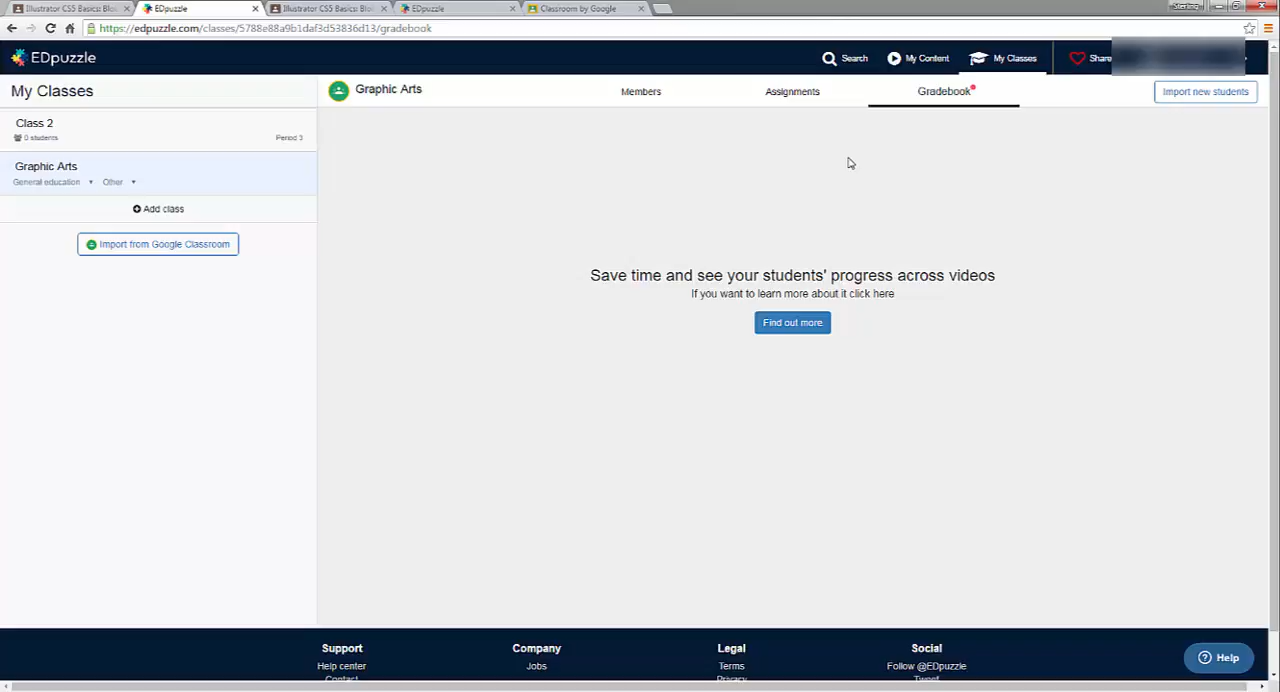 Illustrator CS5 Basics: Blo
EDpuzzle
Illustrator CS5 Basics: Blo
EDpuzzle
Classroom by Google
https://edpuzzle.com/classes/5788e88a9b1daf3d53836d13/gradebook
EDpuzzle
Search
My Content
My Classes
Share
My Classes
Graphic Arts
Members
Assignments
Gradebook
Import new students
Class 2
0 students
Period 3
Graphic Arts
General education
Other
Add class
Import from Google Classroom
Save time and see your students' progress across videos
If you want to learn more about it click here
Find out more
Support
Company
Legal
Social
Help center
Jobs
Terms
Follow @EDpuzzle
Contact
Privacy
Tweet
Help